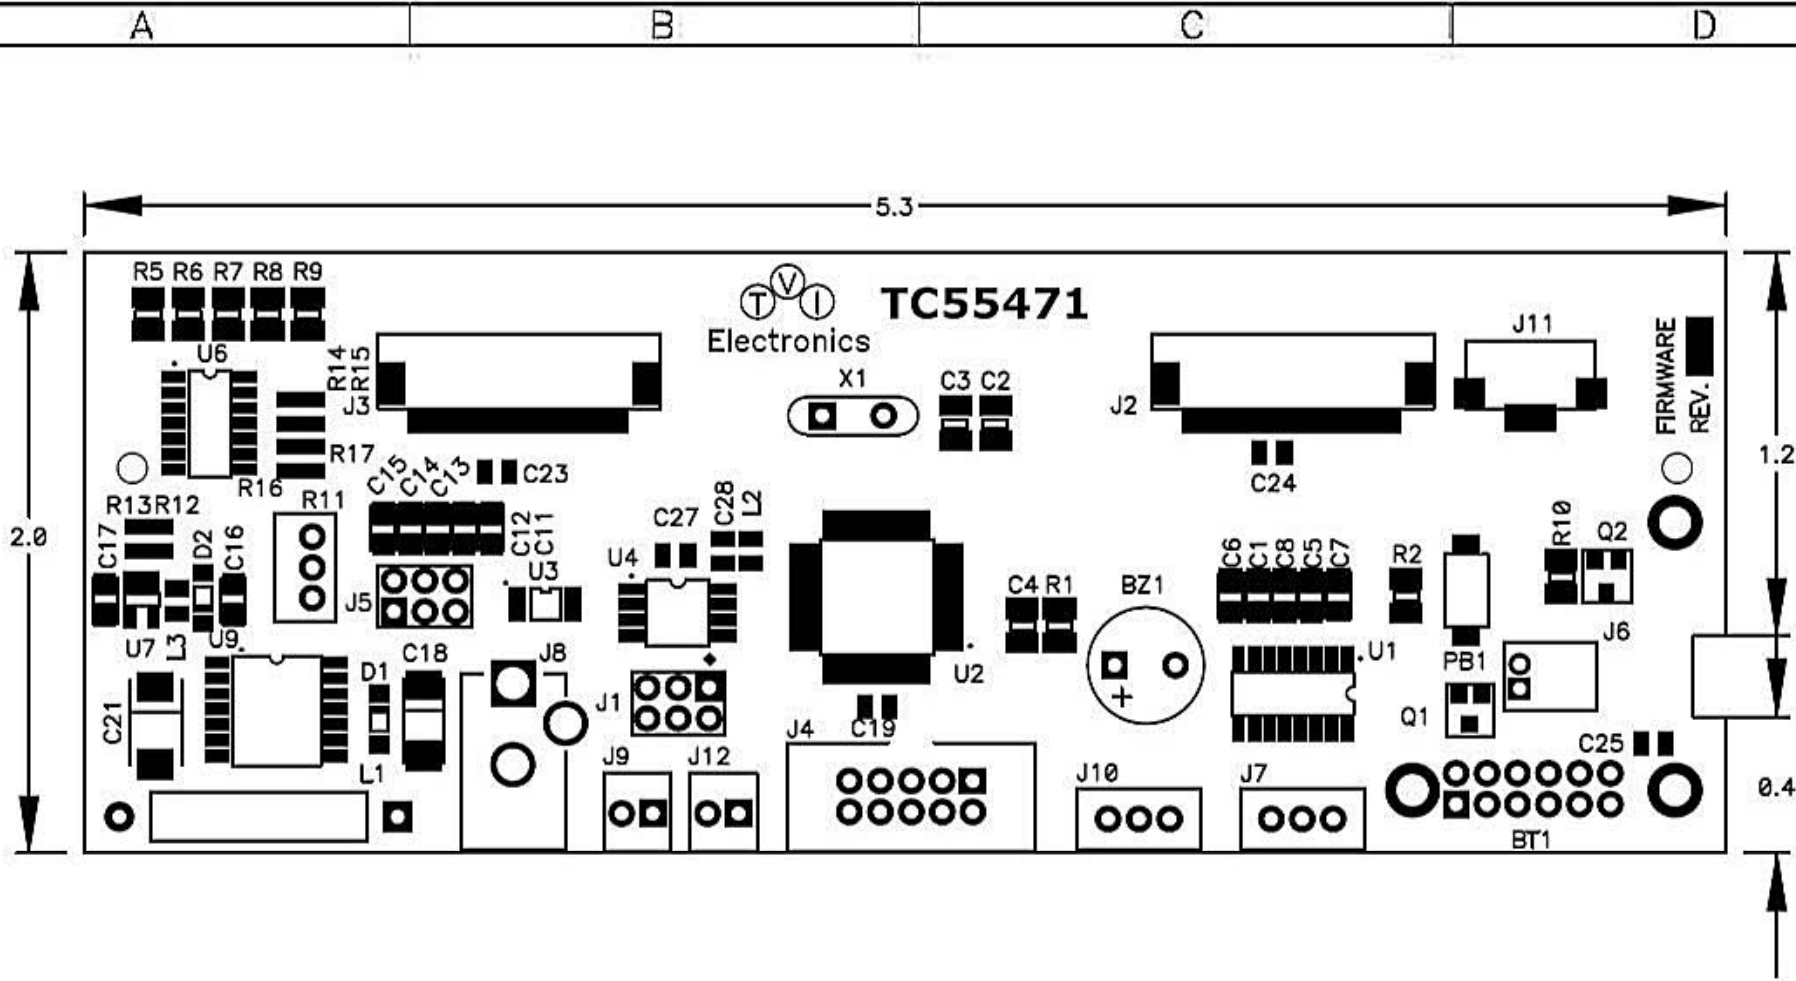 A B C D
5.3
R5 R6 R7 R8 R9
T V I
TC55471
Electronics
J11
FIRMWARE
REV.
U6
R14
R15
J3
X1
C3 C2
J2
1.2
R17
R16
C15
C14
C13
C23
C24
R13 R12
R11
C17
D2
C16
C12
C11
C28
L2
C27
2.0
U4
U3
J5
C6
C1
C8
C5
C7
R2
R10
Q2
C4 R1
BZ1
U7
L3
U9
J6
C18
J8
U2
U1
PB1
D1
C21
J1
+
Q1
J4
C19
C25
J9
J12
L1
J10
J7
0.4
BT1